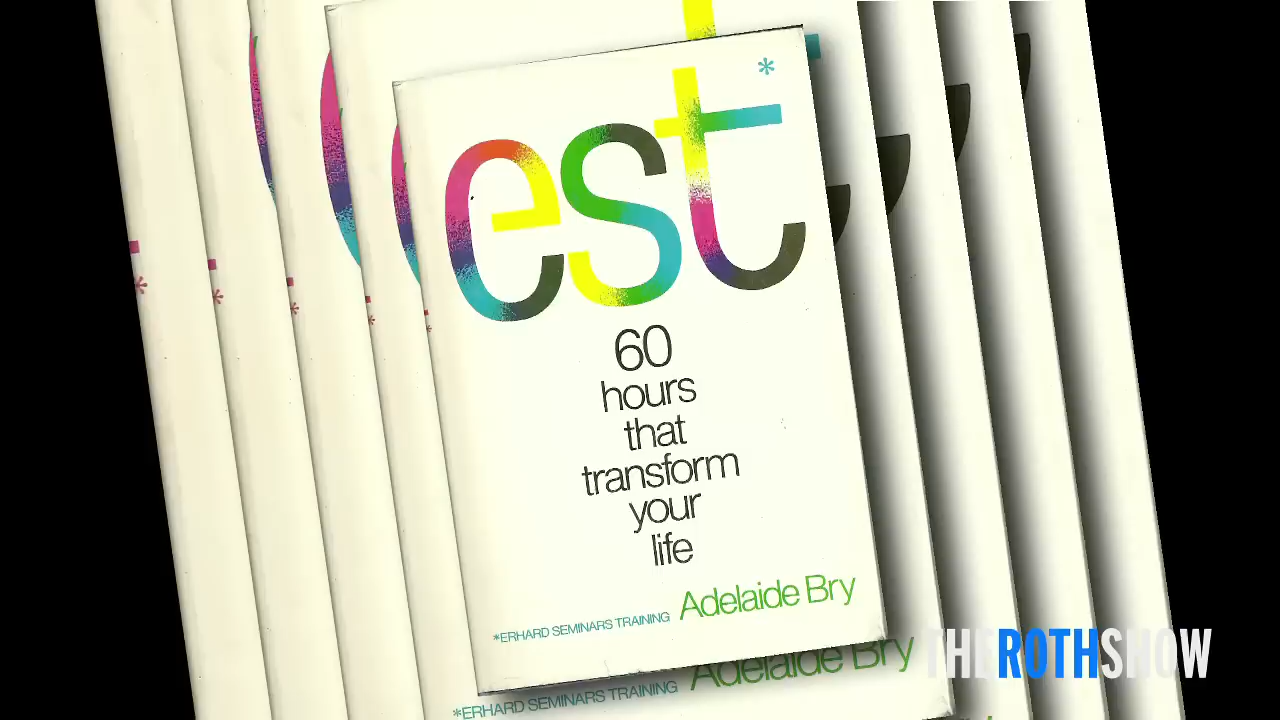 est*
60
hours
that
transform
your
life
*ERHARD SEMINARS TRAINING Adelaide Bry
*ERHARD SEMINARS TRAINING Adelaide Bry
THEROTHSHOW